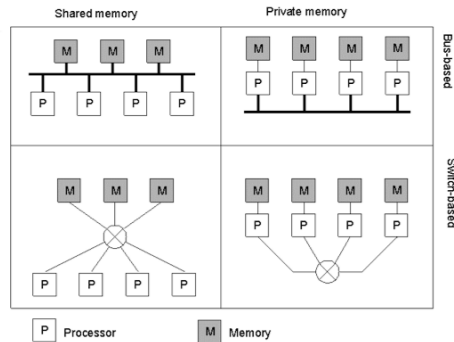 Shared memory Private memory
M M M M M M M
P P P P P P P P
Bus-based
M M M M M M M
P P P P
P P P P
Switch-based
P Processor M Memory